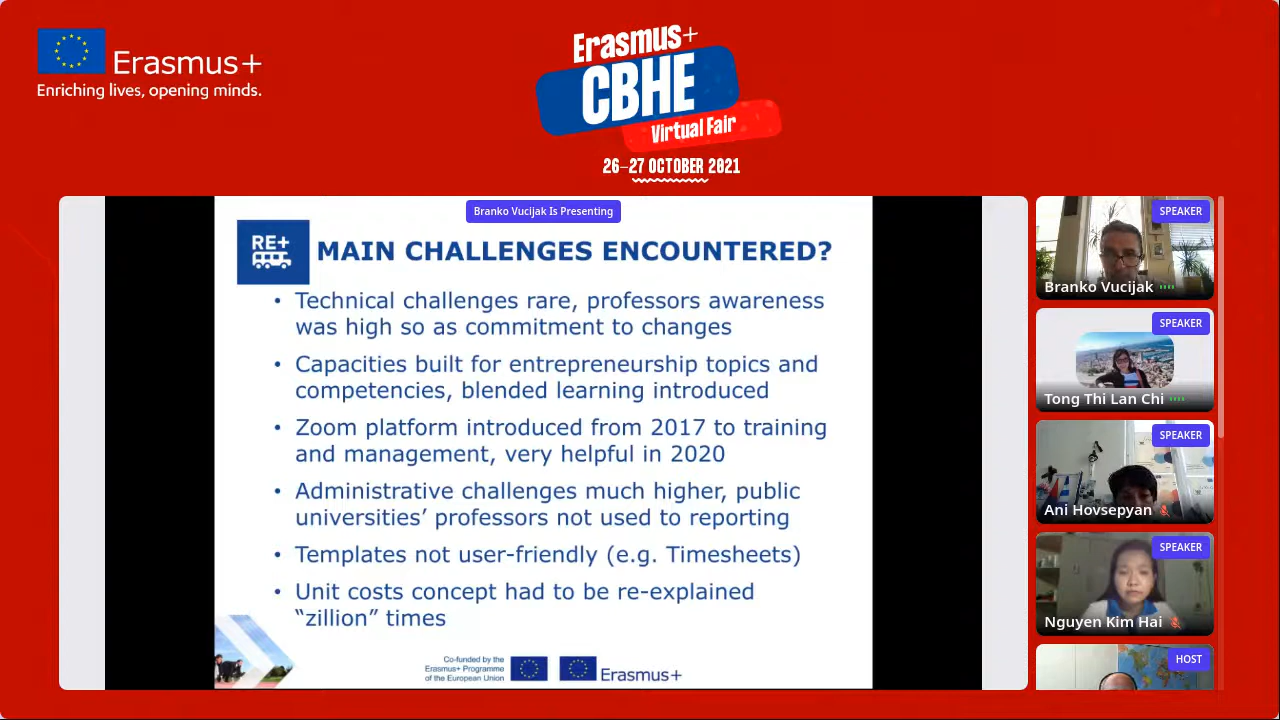 Erasmus+
Enriching lives, opening minds.
Erasmus+
CBHE
Virtual Fair
26–27 OCTOBER 2021
Branko Vucijak Is Presenting
RE+
MAIN CHALLENGES ENCOUNTERED?
• Technical challenges rare, professors awareness
was high so as commitment to changes
• Capacities built for entrepreneurship topics and
competencies, blended learning introduced
• Zoom platform introduced from 2017 to training
and management, very helpful in 2020
• Administrative challenges much higher, public
universities’ professors not used to reporting
• Templates not user-friendly (e.g. Timesheets)
• Unit costs concept had to be re-explained
“zillion” times
Co-funded by the
Erasmus+ Programme
of the European Union
Erasmus+
SPEAKER
Branko Vucijak
SPEAKER
Tong Thi Lan Chi
SPEAKER
Ani Hovsepyan
SPEAKER
Nguyen Kim Hai
HOST